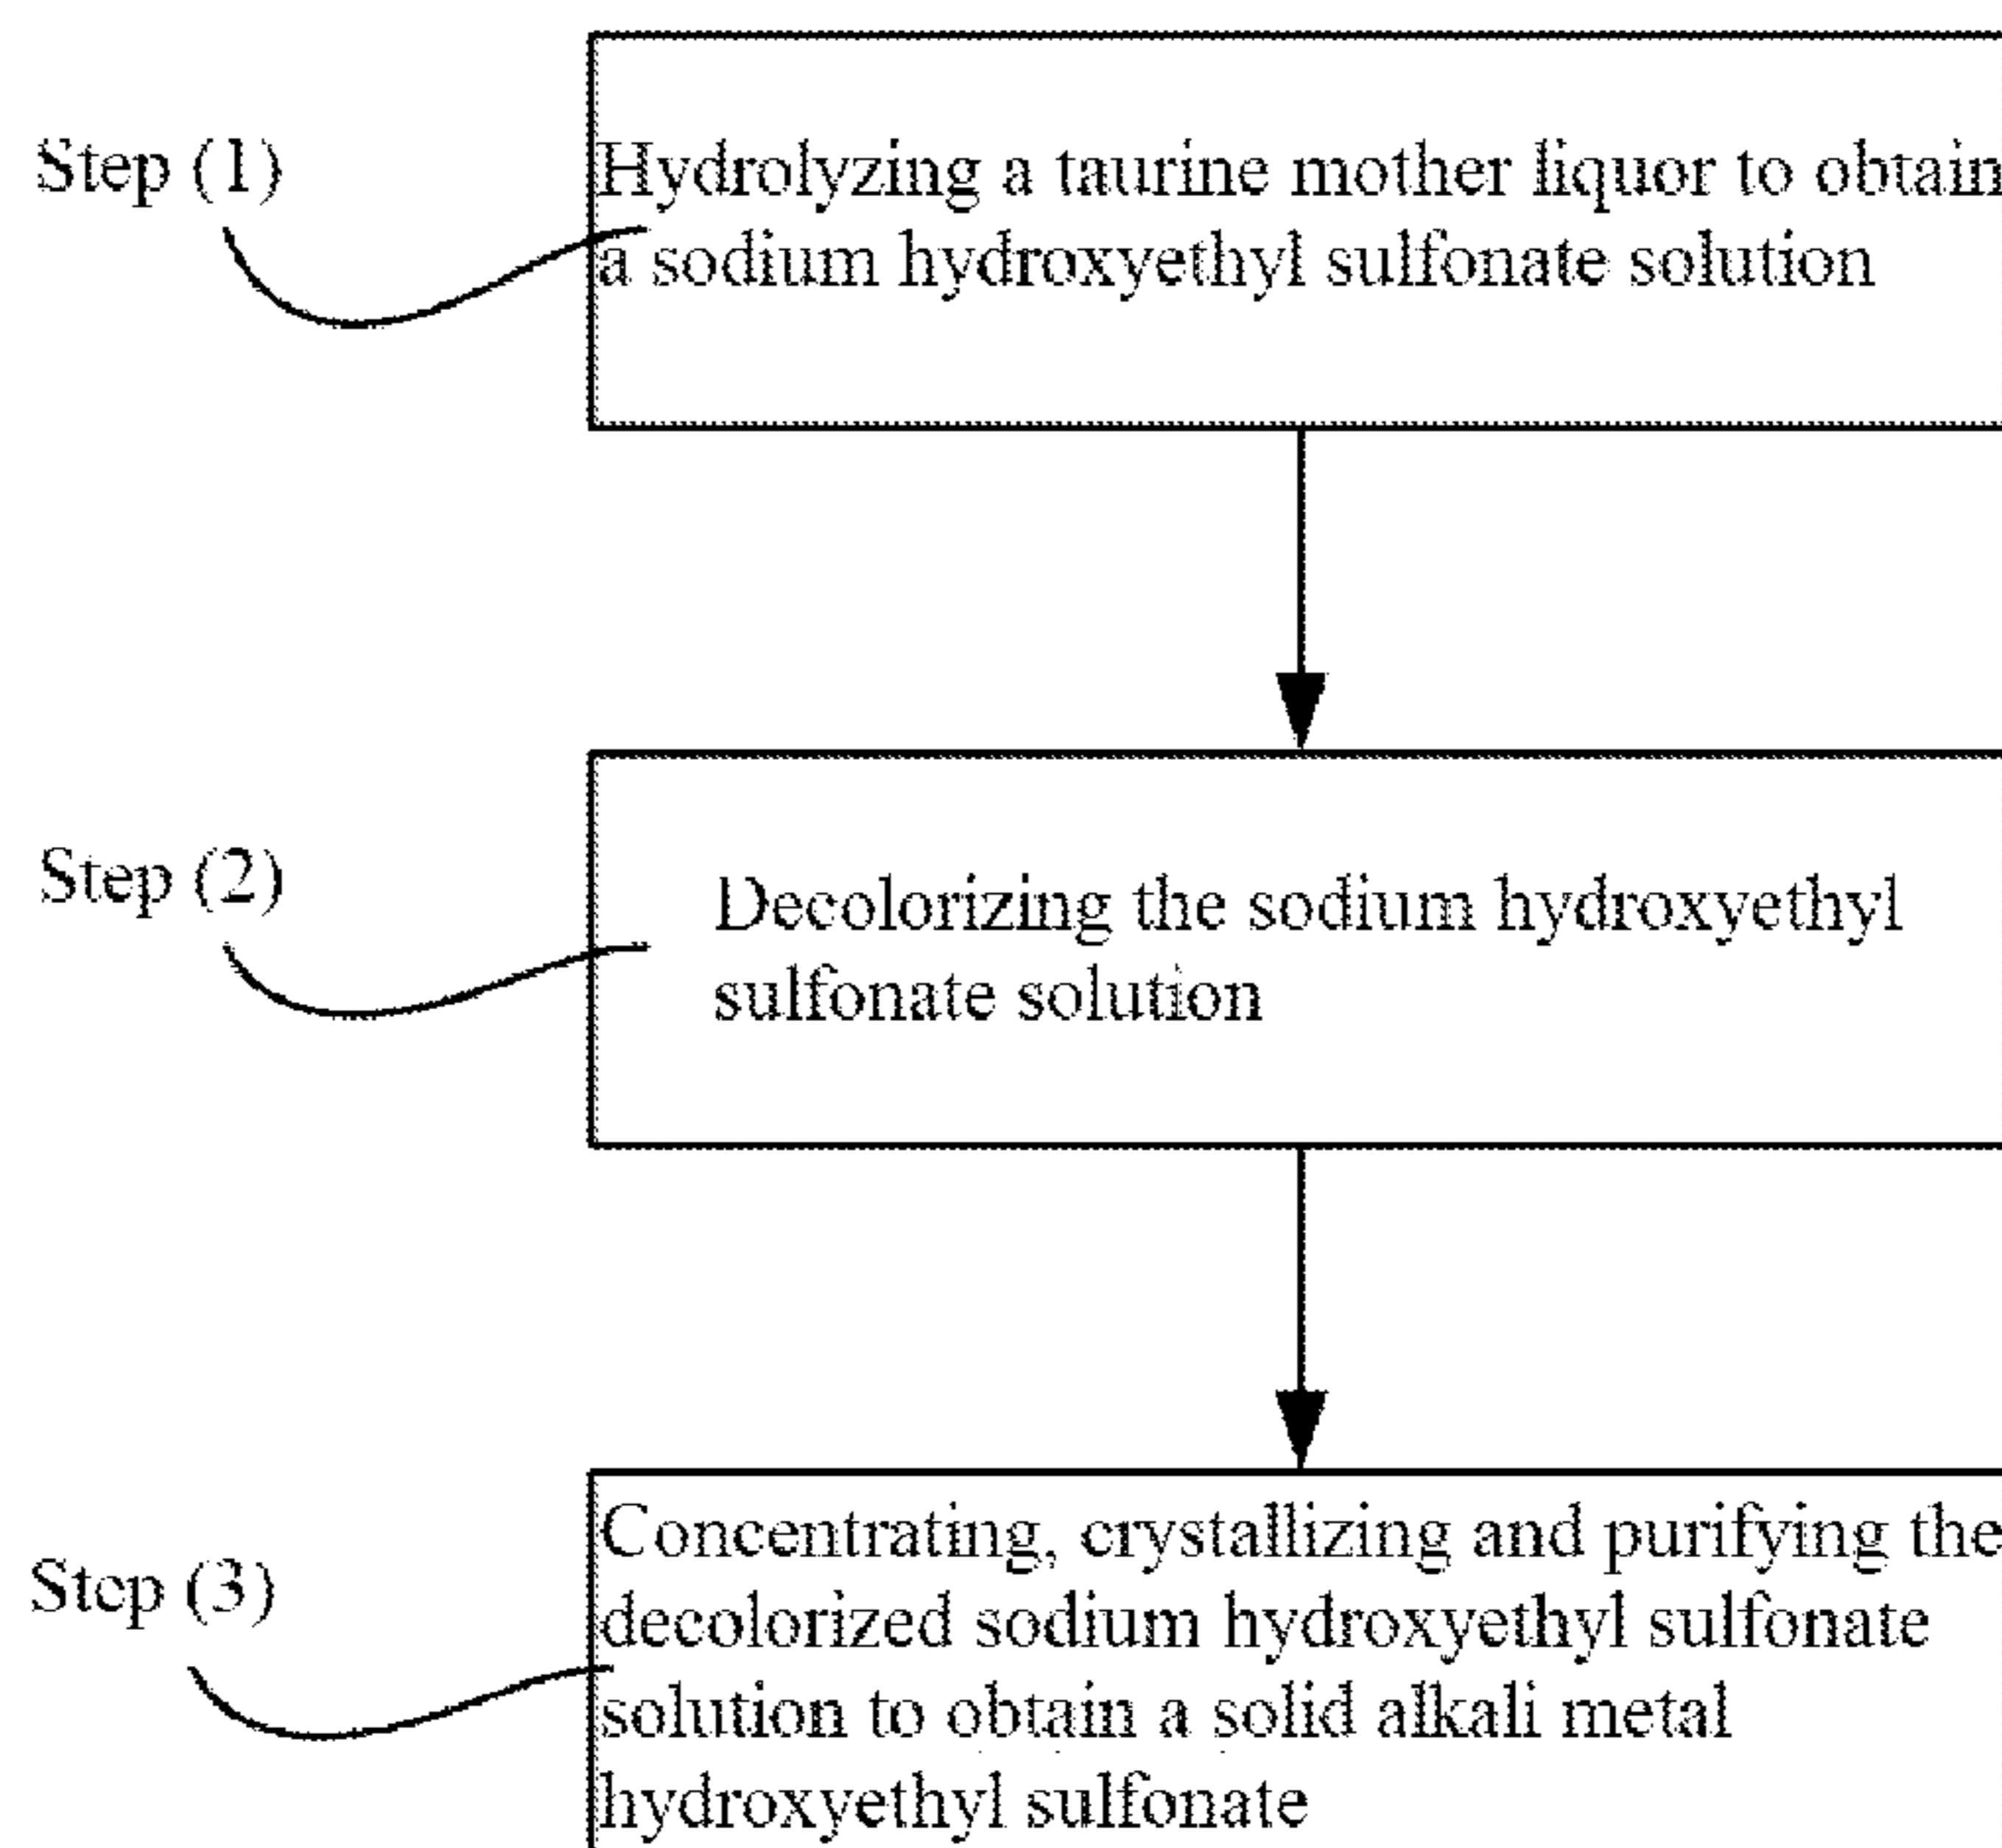 Step (1)
Hydrolyzing a taurine mother liquor to obtain
a sodium hydroxyethyl sulfonate solution
Step (2)
Decolorizing the sodium hydroxyethyl
sulfonate solution
Step (3)
Concentrating, crystallizing and purifying the
decolorized sodium hydroxyethyl sulfonate
solution to obtain a solid alkali metal
hydroxyethyl sulfonate